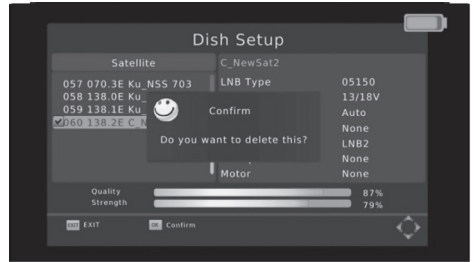 Dish Setup
Satellite
C_NewSat2
057 070.3E Ku_NSS 703
058 138.0E Ku_
059 138.1E Ku_
060 138.2E C_N
LNB Type 05150
13/18V
Auto
None
LNB2
None
Motor None
Confirm
Do you want to delete this?
Quality 87%
Strength 79%
EXIT EXIT
OK Confirm